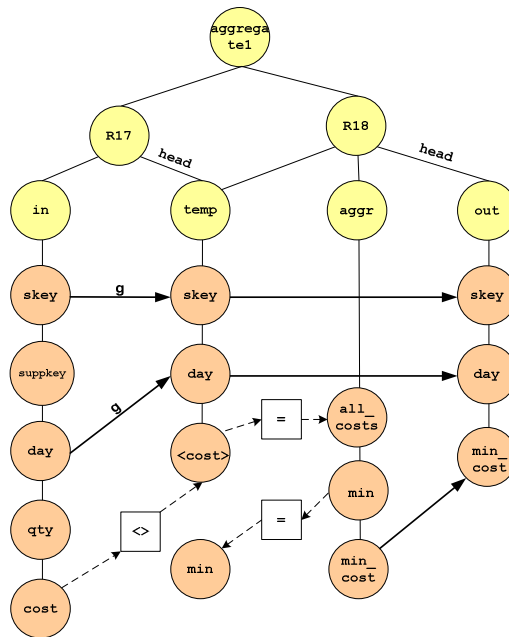 aggrega
te1
R17
R18
head
head
in
temp
aggr
out
skey
g
skey
skey
suppkey
day
day
g
day
<cost>
=
all_
costs
min_
cost
qty
<>
=
min
min
min_
cost
cost